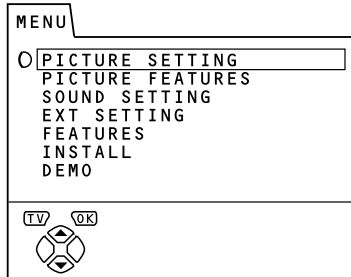 MENU
PICTURE SETTING
PICTURE FEATURES
SOUND SETTING
EXT SETTING
FEATURES
INSTALL
DEMO
TV OK